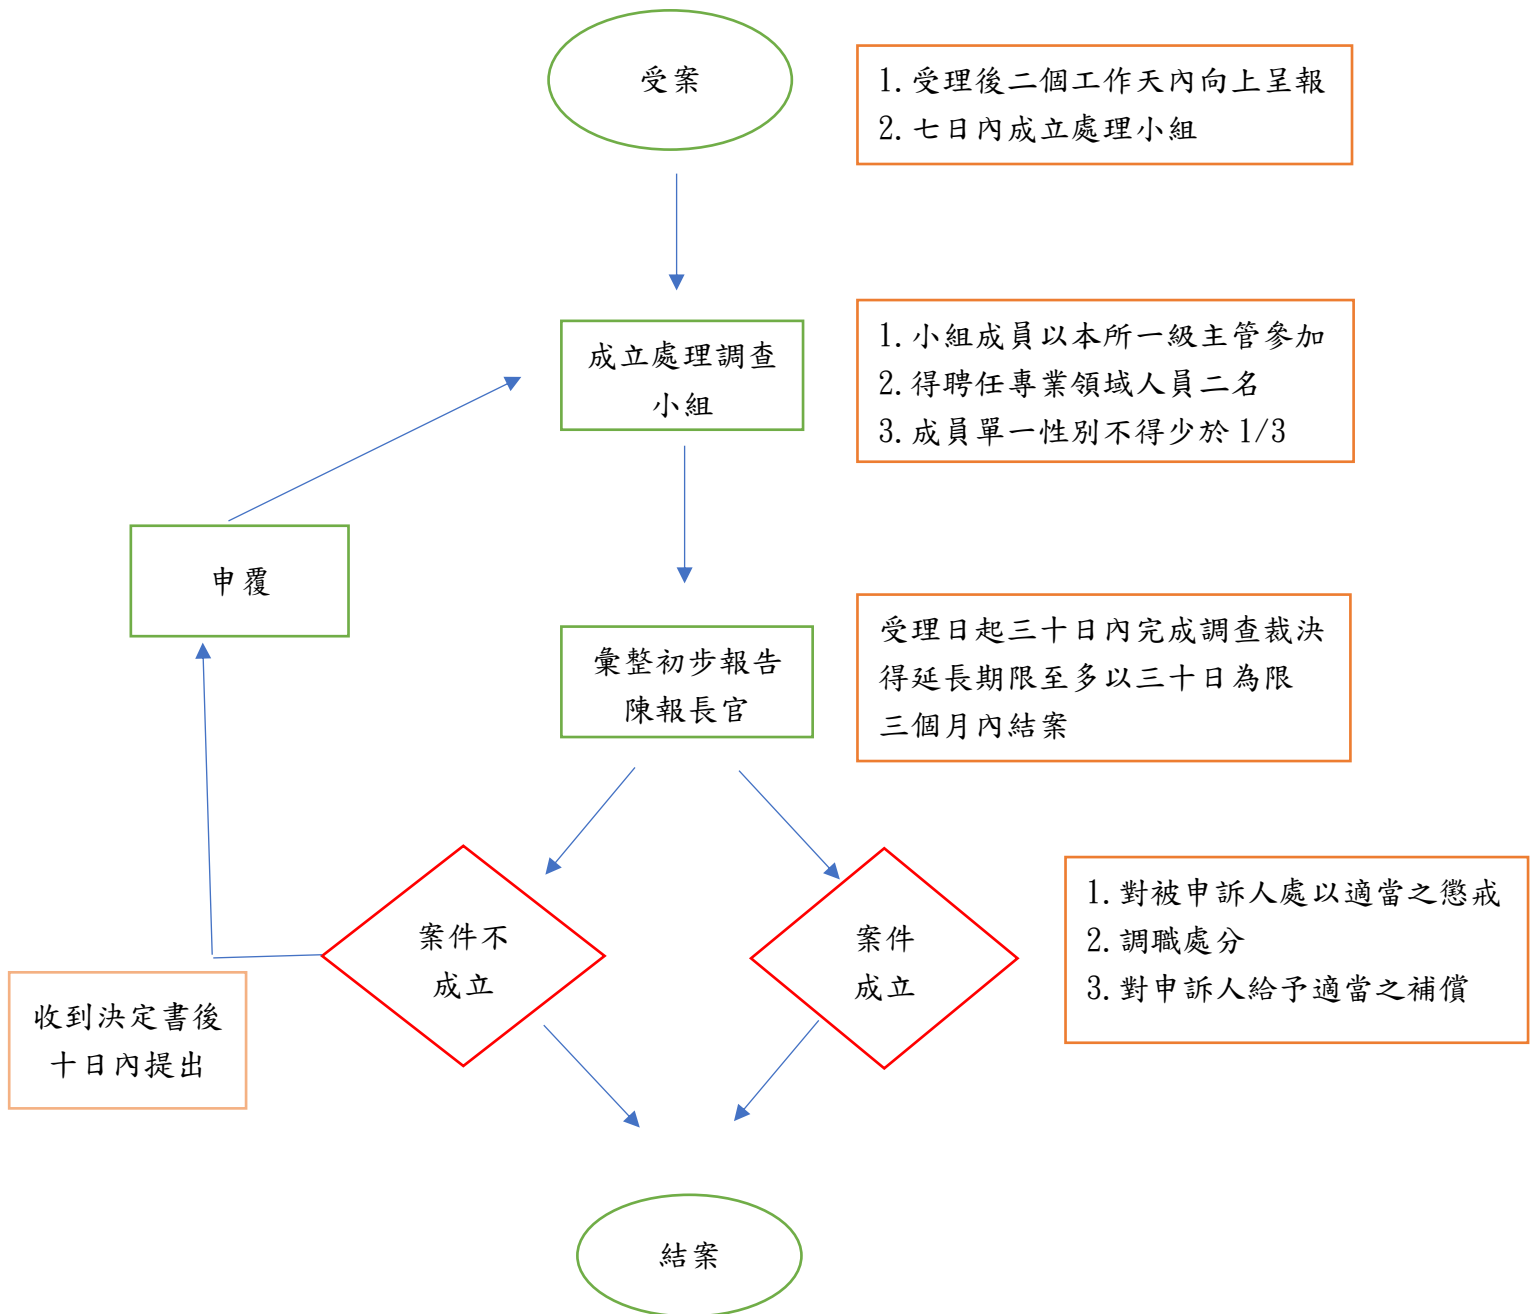 受案
1.受理後二個工作天內向上呈報
2.七日內成立處理小組
成立處理調查
小組
1.小組成員以本所一級主管參加
2.得聘任專業領域人員二名
3.成員單一性別不得少於1/3
申覆
彙整初步報告
陳報長官
受理日起三十日內完成調查裁決
得延長期限至多以三十日為限
三個月內結案
案件不
成立
案件
成立
1.對被申訴人處以適當之懲戒
2.調職處分
3.對申訴人給予適當之補償
收到決定書後
十日內提出
結案